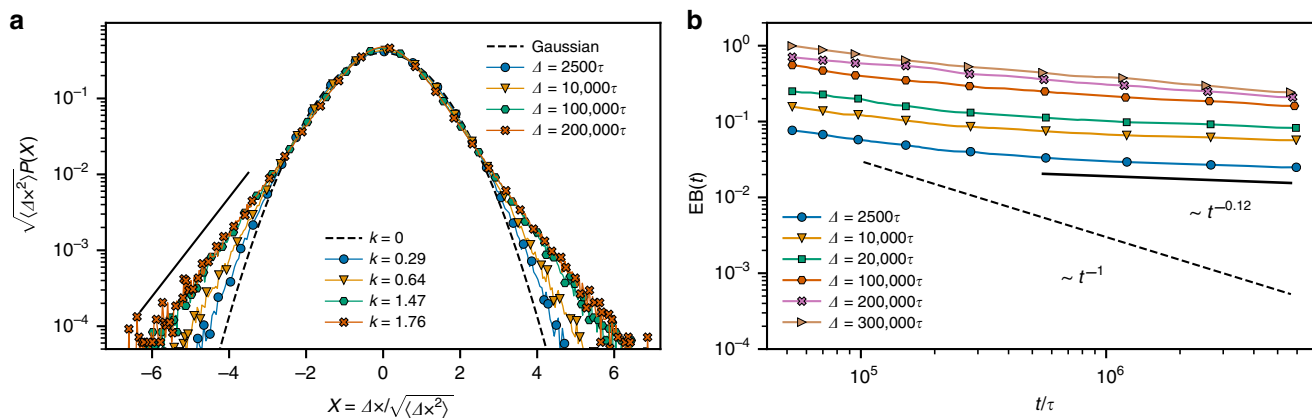 a
√⟨Δx²⟩P(X)
10⁻¹
10⁻²
10⁻³
10⁻⁴
Gaussian
Δ = 2500τ
Δ = 10,000τ
Δ = 100,000τ
Δ = 200,000τ
k = 0
k = 0.29
k = 0.64
k = 1.47
k = 1.76
−6 −4 −2 0 2 4 6
X = Δx/√⟨Δx²⟩
b
EB(t)
10⁰
10⁻¹
10⁻²
10⁻³
10⁻⁴
~ t⁻⁰·¹²
~ t⁻¹
Δ = 2500τ
Δ = 10,000τ
Δ = 20,000τ
Δ = 100,000τ
Δ = 200,000τ
Δ = 300,000τ
10⁵ 10⁶
t/τ